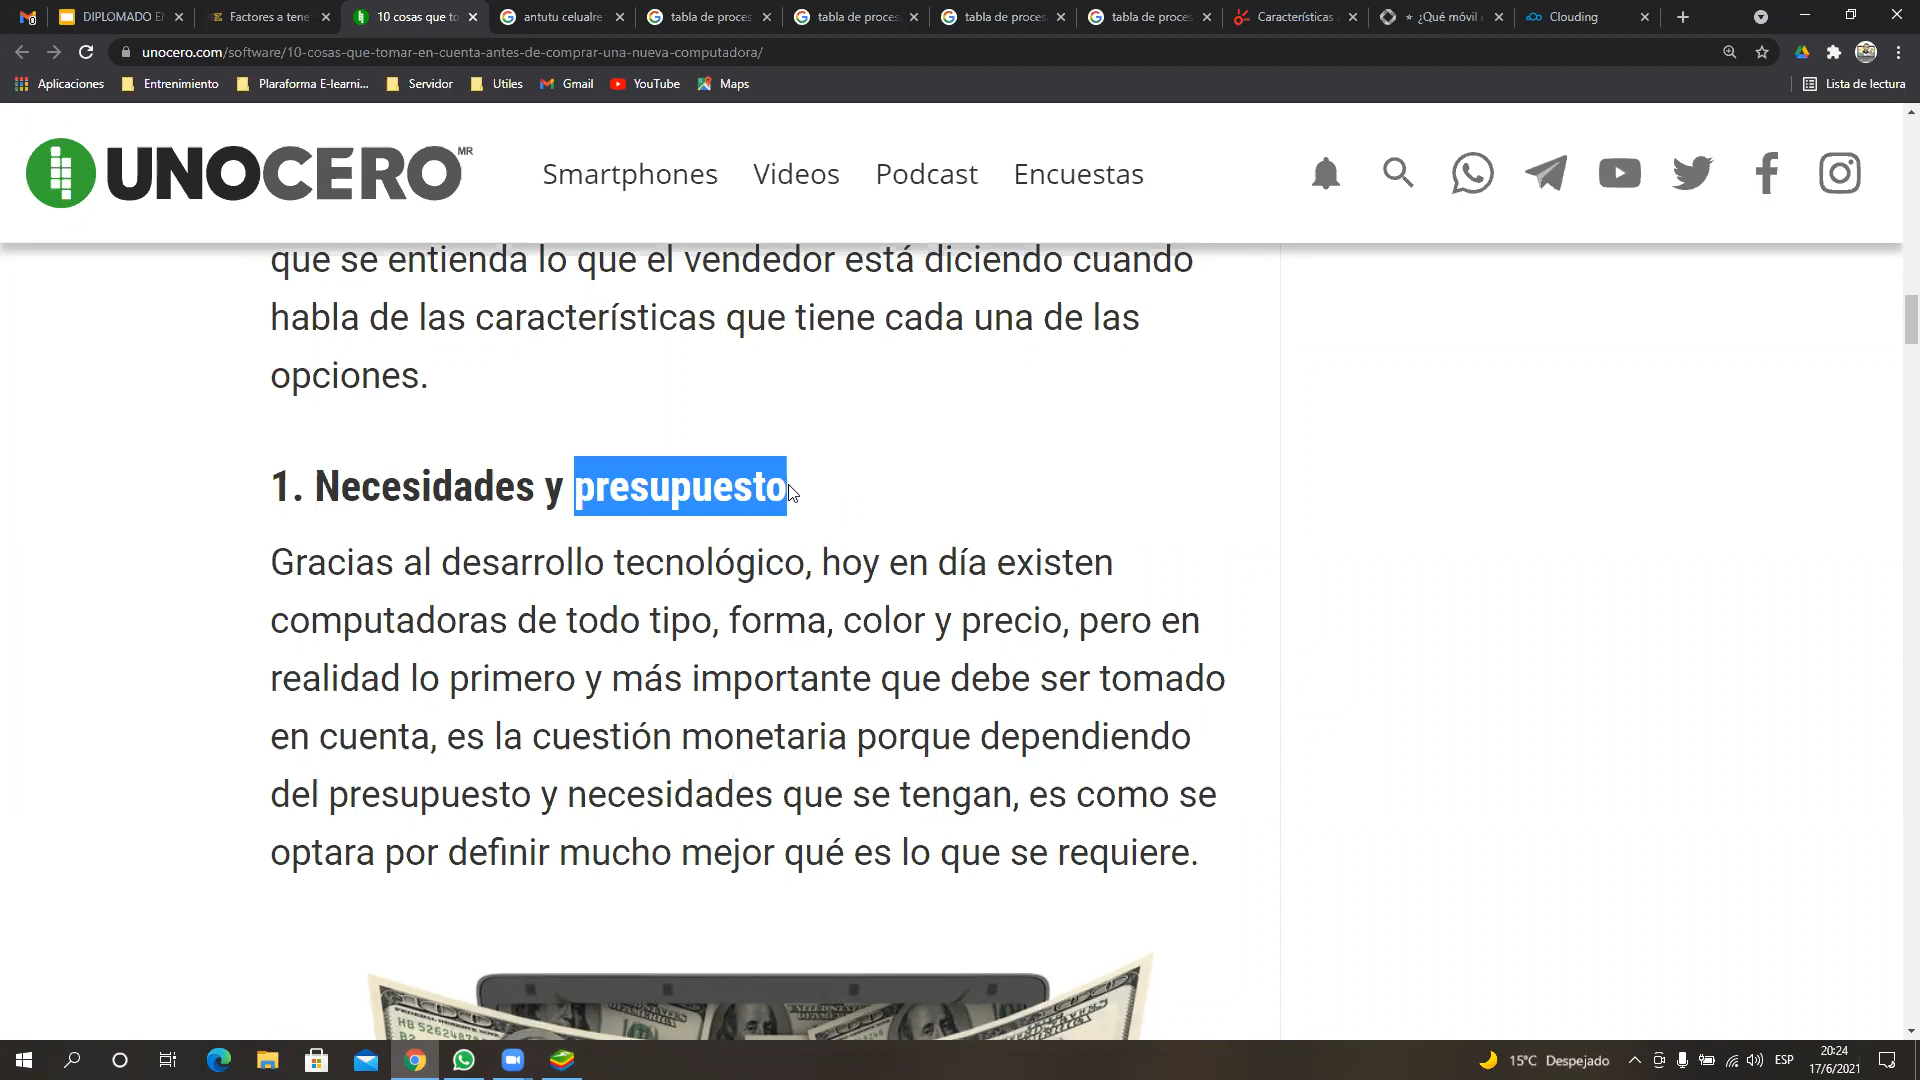 DIPLOMADO EN
Factores a tene
10 cosas que to
antutu celualre
tabla de proces
tabla de proces
tabla de proces
tabla de proces
Características
¿Qué móvil
Clouding
unocero.com/software/10-cosas-que-tomar-en-cuenta-antes-de-comprar-una-nueva-computadora/
Aplicaciones
Entrenimiento
Plaraforma E-learni...
Servidor
Utiles
Gmail
YouTube
Maps
Lista de lectura
UNOCERO MR
Smartphones Videos Podcast Encuestas
que se entienda lo que el vendedor está diciendo cuando
habla de las características que tiene cada una de las
opciones.
1. Necesidades y presupuesto
Gracias al desarrollo tecnológico, hoy en día existen
computadoras de todo tipo, forma, color y precio, pero en
realidad lo primero y más importante que debe ser tomado
en cuenta, es la cuestión monetaria porque dependiendo
del presupuesto y necesidades que se tengan, es como se
optara por definir mucho mejor qué es lo que se requiere.
15°C Despejado
ESP
20:24
17/6/2021